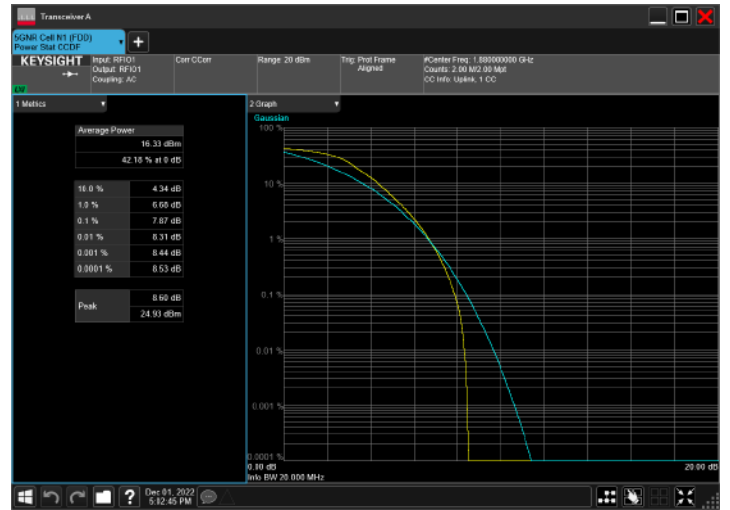 Transceiver A
5GNR Cell N1 (FDD)
Power Stat CCDF
KEYSIGHT
Input: RFIO1
Output: RFIO1
Coupling: AC
Corr CCorr
Range: 20 dBm
Trig: Prot Frame
Aligned
#Center Freq: 1.880000000 GHz
Counts: 2.00 M/2.00 Mpt
CC Info: Uplink, 1 CC
1 Metrics
Average Power
16.33 dBm
42.18 % at 0 dB
10.0 % 4.34 dB
1.0 % 6.68 dB
0.1 % 7.87 dB
0.01 % 8.31 dB
0.001 % 8.44 dB
0.0001 % 8.53 dB
Peak
8.60 dB
24.93 dBm
2 Graph
Gaussian
100 %
10 %
1 %
0.1 %
0.01 %
0.001 %
0.0001 %
0.00 dB
20.00 dB
Info BW 20.000 MHz
?
Dec 01, 2022
5:12:45 PM